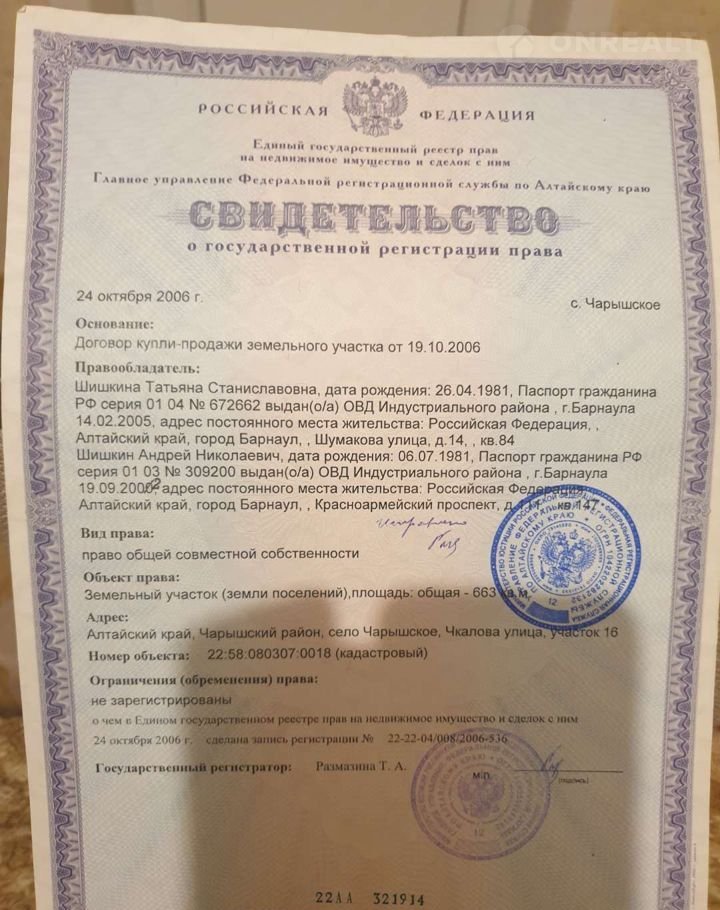 ONREALT
РОССИЙСКАЯ ФЕДЕРАЦИЯ
Единый государственный реестр прав
на недвижимое имущество и сделок с ним
Главное управление Федеральной регистрационной службы по Алтайскому краю
СВИДЕТЕЛЬСТВО
о государственной регистрации права
24 октября 2006 г.
с. Чарышское
Основание:
Договор купли-продажи земельного участка от 19.10.2006
Правообладатель:
Шишкина Татьяна Станиславовна, дата рождения: 26.04.1981, Паспорт гражданина
РФ серия 01 04 № 672662 выдан(о/а) ОВД Индустриального района , г.Барнаула
14.02.2005, адрес постоянного места жительства: Российская Федерация, ,
Алтайский край, город Барнаул, , Шумакова улица, д.14, , кв.84
Шишкин Андрей Николаевич, дата рождения: 06.07.1981, Паспорт гражданина РФ
серия 01 03 № 309200 выдан(о/а) ОВД Индустриального района , г.Барнаула
19.09.2002, адрес постоянного места жительства: Российская Федерация
Алтайский край, город Барнаул, , Красноармейский проспект, кв.147
Вид права:
право общей совместной собственности
Объект права:
Земельный участок (земли поселений),площадь: общая - 663 кв.м.
Адрес:
Алтайский край, Чарышский район, село Чарышское, Чкалова улица, участок 16
Номер объекта: 22:58:080307:0018 (кадастровый)
Ограничения (обременения) права:
не зарегистрированы
о чем в Едином государственном реестре прав на недвижимое имущество и сделок с ним
24 октября 2006 г. сделана запись регистрации № 22-22-04/008/2006-536
Государственный регистратор: Размазина Т. А.
м.п.
(подпись)
22АА 321914